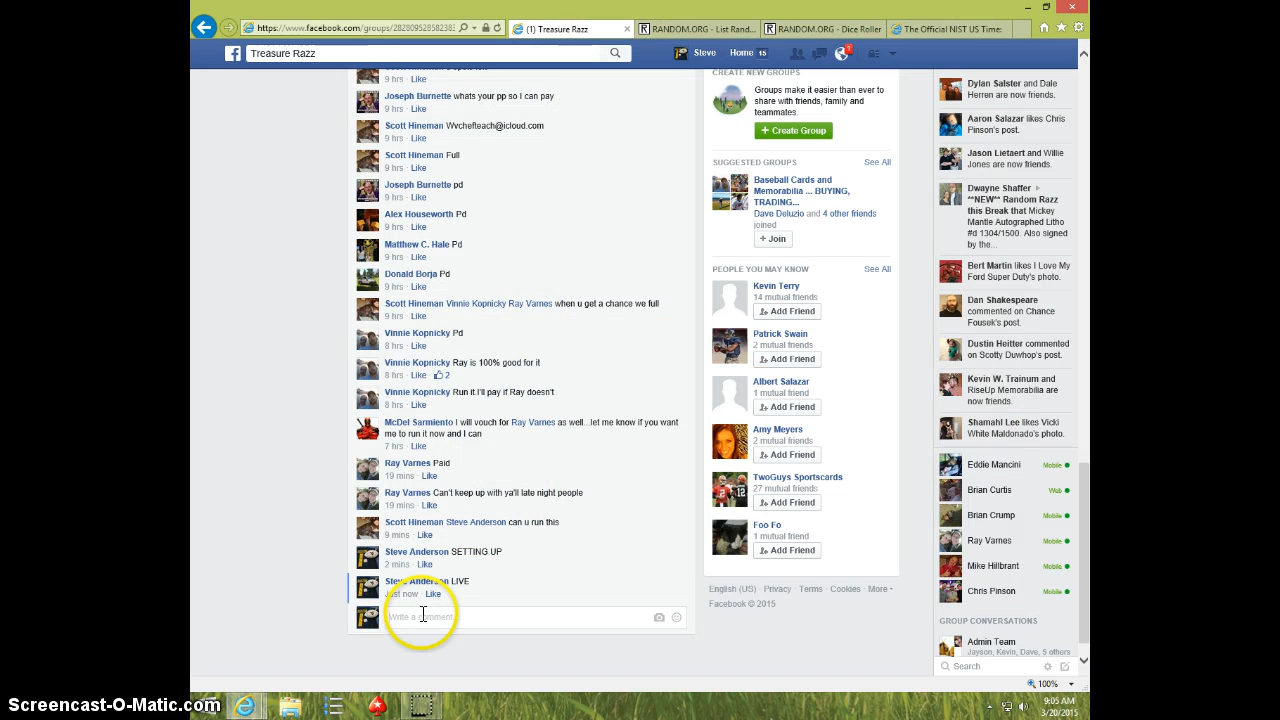 https://www.facebook.com/groups/282809528582383
(1) Treasure Razz
RANDOM.ORG - List Rand...
RANDOM.ORG - Dice Roller
The Official NIST US Time:
Treasure Razz
Steve
Home 15
1
9 hrs · Like
Joseph Burnette whats your pp so I can pay
9 hrs · Like
Scott Hineman Wvchefteach@icloud.com
9 hrs · Like
Scott Hineman Full
9 hrs · Like
Joseph Burnette pd
9 hrs · Like
Alex Houseworth Pd
9 hrs · Like
Matthew C. Hale Pd
9 hrs · Like
Donald Borja Pd
9 hrs · Like
Scott Hineman Vinnie Kopnicky Ray Varnes when u get a chance we full
9 hrs · Like
Vinnie Kopnicky Pd
8 hrs · Like
Vinnie Kopnicky Ray is 100% good for it
8 hrs · Like · 2
Vinnie Kopnicky Run it I'll pay if Ray doesn't
8 hrs · Like
McDel Sarmiento I will vouch for Ray Varnes as well...let me know if you want
me to run it now and I can
7 hrs · Like
Ray Varnes Paid
19 mins · Like
Ray Varnes Can't keep up with ya'll late night people
19 mins · Like
Scott Hineman Steve Anderson can u run this
9 mins · Like
Steve Anderson SETTING UP
2 mins · Like
Steve Anderson LIVE
Just now · Like
Write a comment...
CREATE NEW GROUPS
Groups make it easier than ever to
share with friends, family and
teammates.
+ Create Group
SUGGESTED GROUPS See All
Baseball Cards and
Memorabilia ... BUYING,
TRADING...
Dave Deluzio and 4 other friends
joined
+ Join
PEOPLE YOU MAY KNOW See All
Kevin Terry
14 mutual friends
Add Friend
Patrick Swain
2 mutual friends
Add Friend
Albert Salazar
1 mutual friend
Add Friend
Amy Meyers
2 mutual friends
Add Friend
TwoGuys Sportscards
27 mutual friends
Add Friend
Foo Fo
1 mutual friend
Add Friend
English (US) · Privacy · Terms · Cookies · More
Facebook © 2015
Dylan Salster and Dale
Herren are now friends.
Aaron Salazar likes Chris
Pinson's post.
Jason Lietaert and Willie
Jones are now friends.
Dwayne Shaffer
**NEW** Random Razz
this Break that Mickey
Mantle Autographed Litho
#d 1304/1500. Also signed
by the...
Bert Martin likes I Love My
Ford Super Duty's photo.
Dan Shakespeare
commented on Chance
Fousek's post.
Dustin Heitter commented
on Scotty Duwhop's post.
Kevin W. Trainum and
RiseUp Memorabilia are
now friends.
Shamahl Lee likes Vicki
While Maldonado's photo.
Eddie Mancini Mobile
Brian Curtis Web
Brian Crump Mobile
Ray Varnes Mobile
Mike Hillbrant Mobile
Chris Pinson Mobile
GROUP CONVERSATIONS
Admin Team
Jayson, Kevin, Dave, 5 others
Search
100%
9:05 AM
3/20/2015
Screencast-O-Matic.com